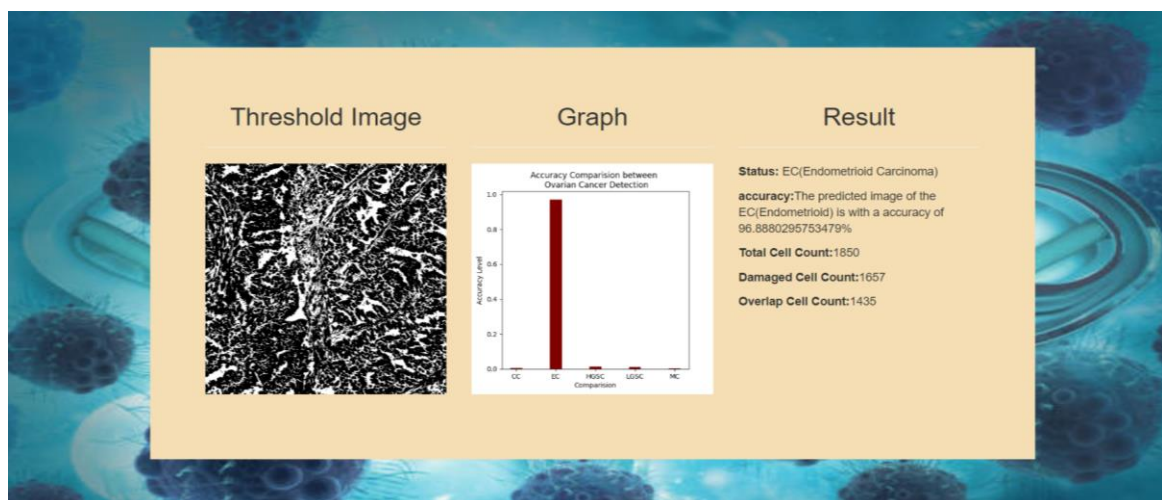 Threshold Image
Graph
Result
Accuracy Comparision between
Ovarian Cancer Detection
1.0
0.8
0.6
0.4
0.2
0.0
Accuracy Level
CC EC HGSC LGSC MC
Comparision
Status: EC(Endometrioid Carcinoma)
accuracy:The predicted image of the
EC(Endometrioid) is with a accuracy of
96.8880295753479%
Total Cell Count:1850
Damaged Cell Count:1657
Overlap Cell Count:1435